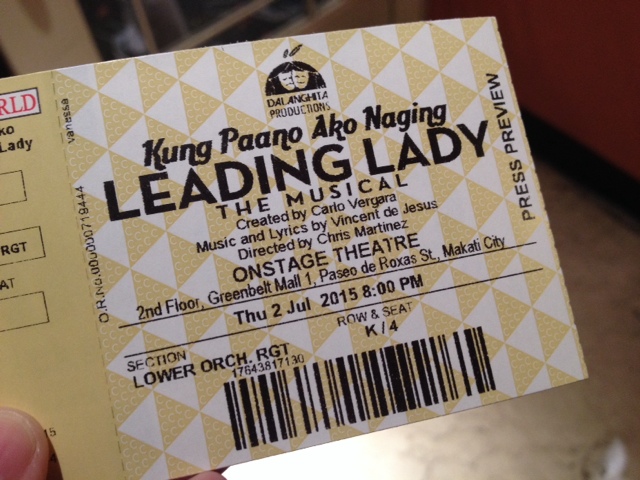 RLD
ko
Lady
RGT
AT
15
vanessa
O.R.No.000000719444
DALANGHITA
PRODUCTIONS
Kung Paano Ako Naging
LEADING LADY
THE MUSICAL
Created by Carlo Vergara
Music and Lyrics by Vincent de Jesus
Directed by Chris Martinez
ONSTAGE THEATRE
2nd Floor, Greenbelt Mall 1, Paseo de Roxas St., Makati City
Thu 2 Jul 2015 8:00 PM
ROW & SEAT
K / 4
SECTION
LOWER ORCH. RGT
17643817130
PRESS PREVIEW